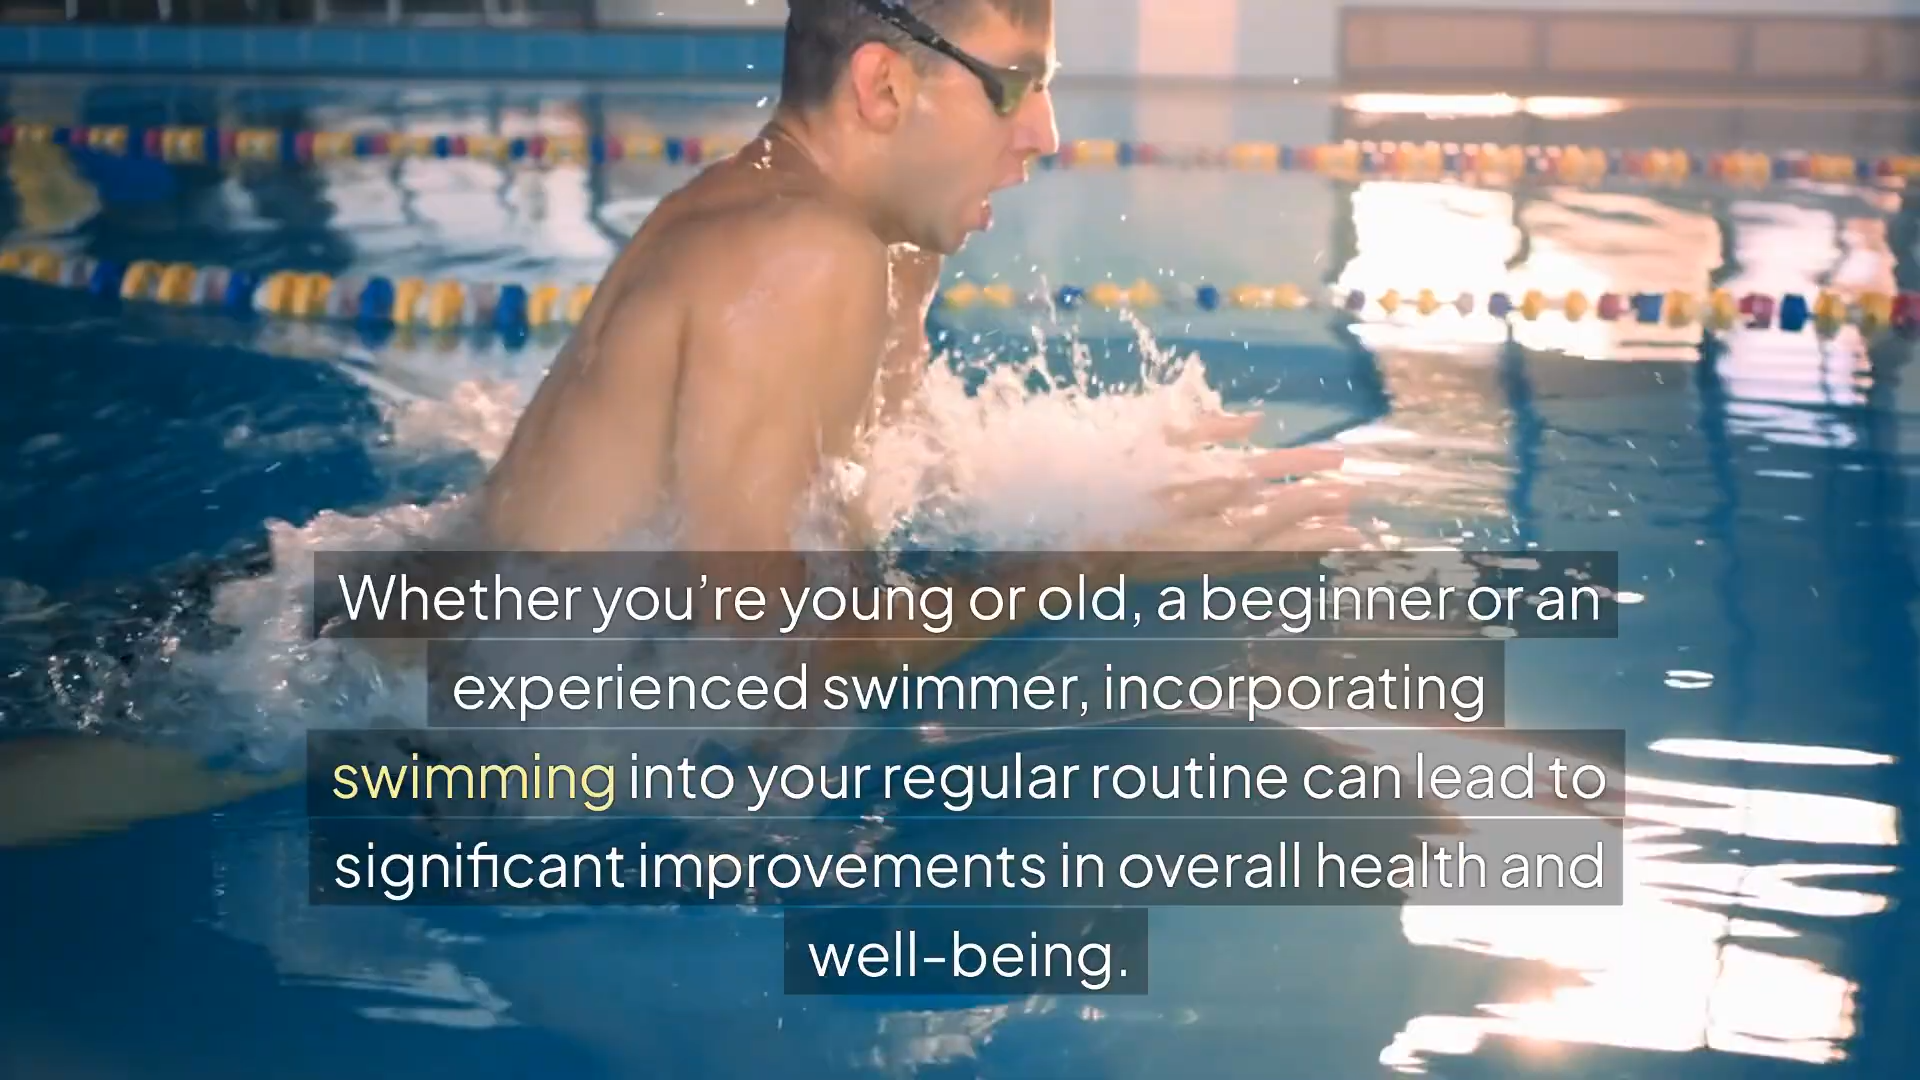 Whether you’re young or old, a beginner or an
experienced swimmer, incorporating
swimming into your regular routine can lead to
significant improvements in overall health and
well-being.